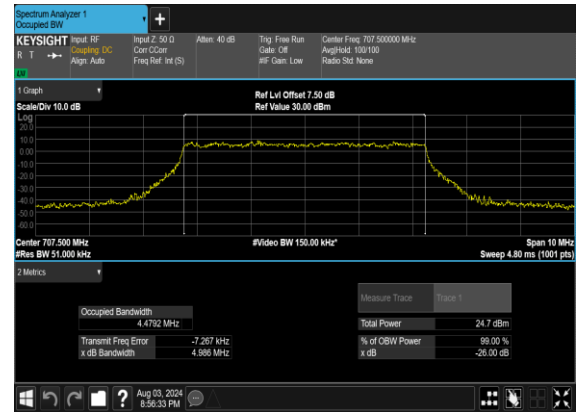 Spectrum Analyzer 1
Occupied BW
KEYSIGHT
R T
Input: RF
Coupling: DC
Align: Auto
Input Z: 50 Ω
Corr CCorr
Freq Ref: Int (S)
Atten: 40 dB
Trig: Free Run
Gate: Off
#IF Gain: Low
Center Freq: 707.500000 MHz
Avg|Hold: 100/100
Radio Std: None
1 Graph
Scale/Div 10.0 dB
Ref Lvl Offset 7.50 dB
Ref Value 30.00 dBm
Log
20.0
10.0
0.00
-10.0
-20.0
-30.0
-40.0
-50.0
-60.0
Center 707.500 MHz
#Res BW 51.000 kHz
#Video BW 150.00 kHz*
Span 10 MHz
Sweep 4.80 ms (1001 pts)
2 Metrics
Measure Trace Trace 1
Occupied Bandwidth
4.4792 MHz
Total Power 24.7 dBm
Transmit Freq Error -7.267 kHz
% of OBW Power 99.00 %
x dB Bandwidth 4.986 MHz
x dB -26.00 dB
?
Aug 03, 2024
8:56:33 PM